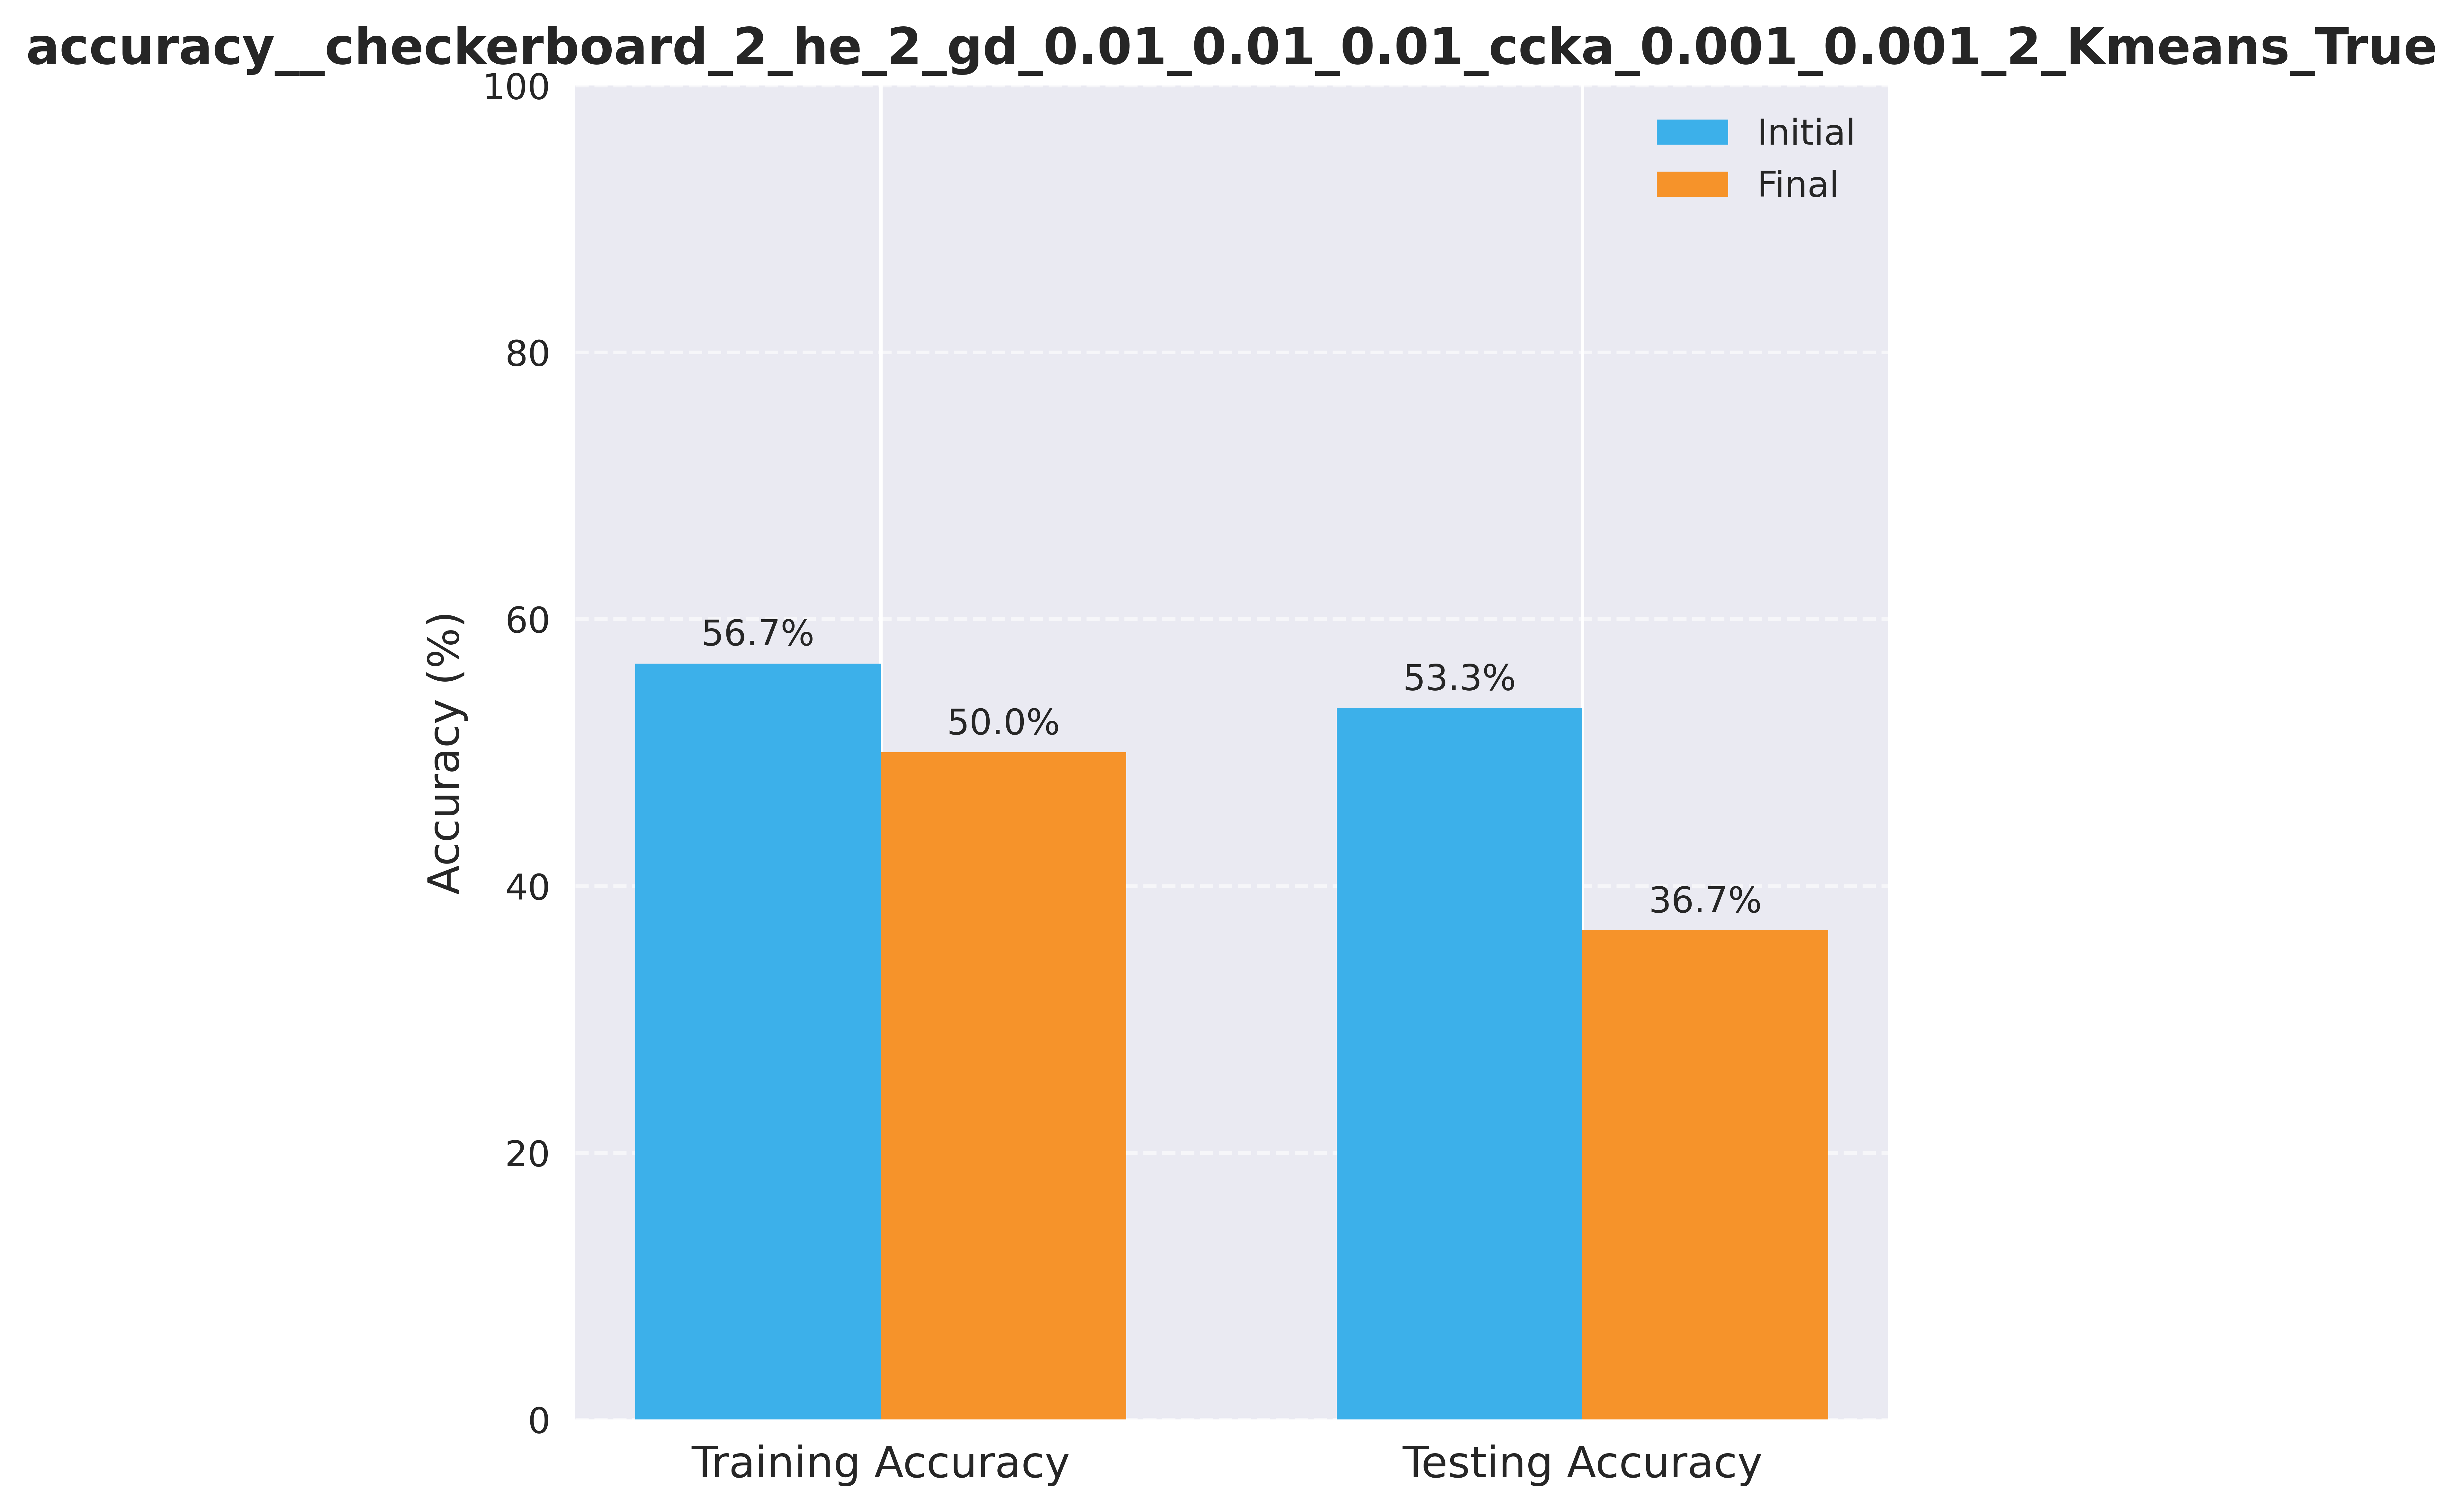 accuracy__checkerboard_2_he_2_gd_0.01_0.01_0.01_ccka_0.001_0.001_2_Kmeans_True
100
80
60
40
20
0
Accuracy (%)
Initial
Final
56.7%
50.0%
53.3%
36.7%
Training Accuracy
Testing Accuracy